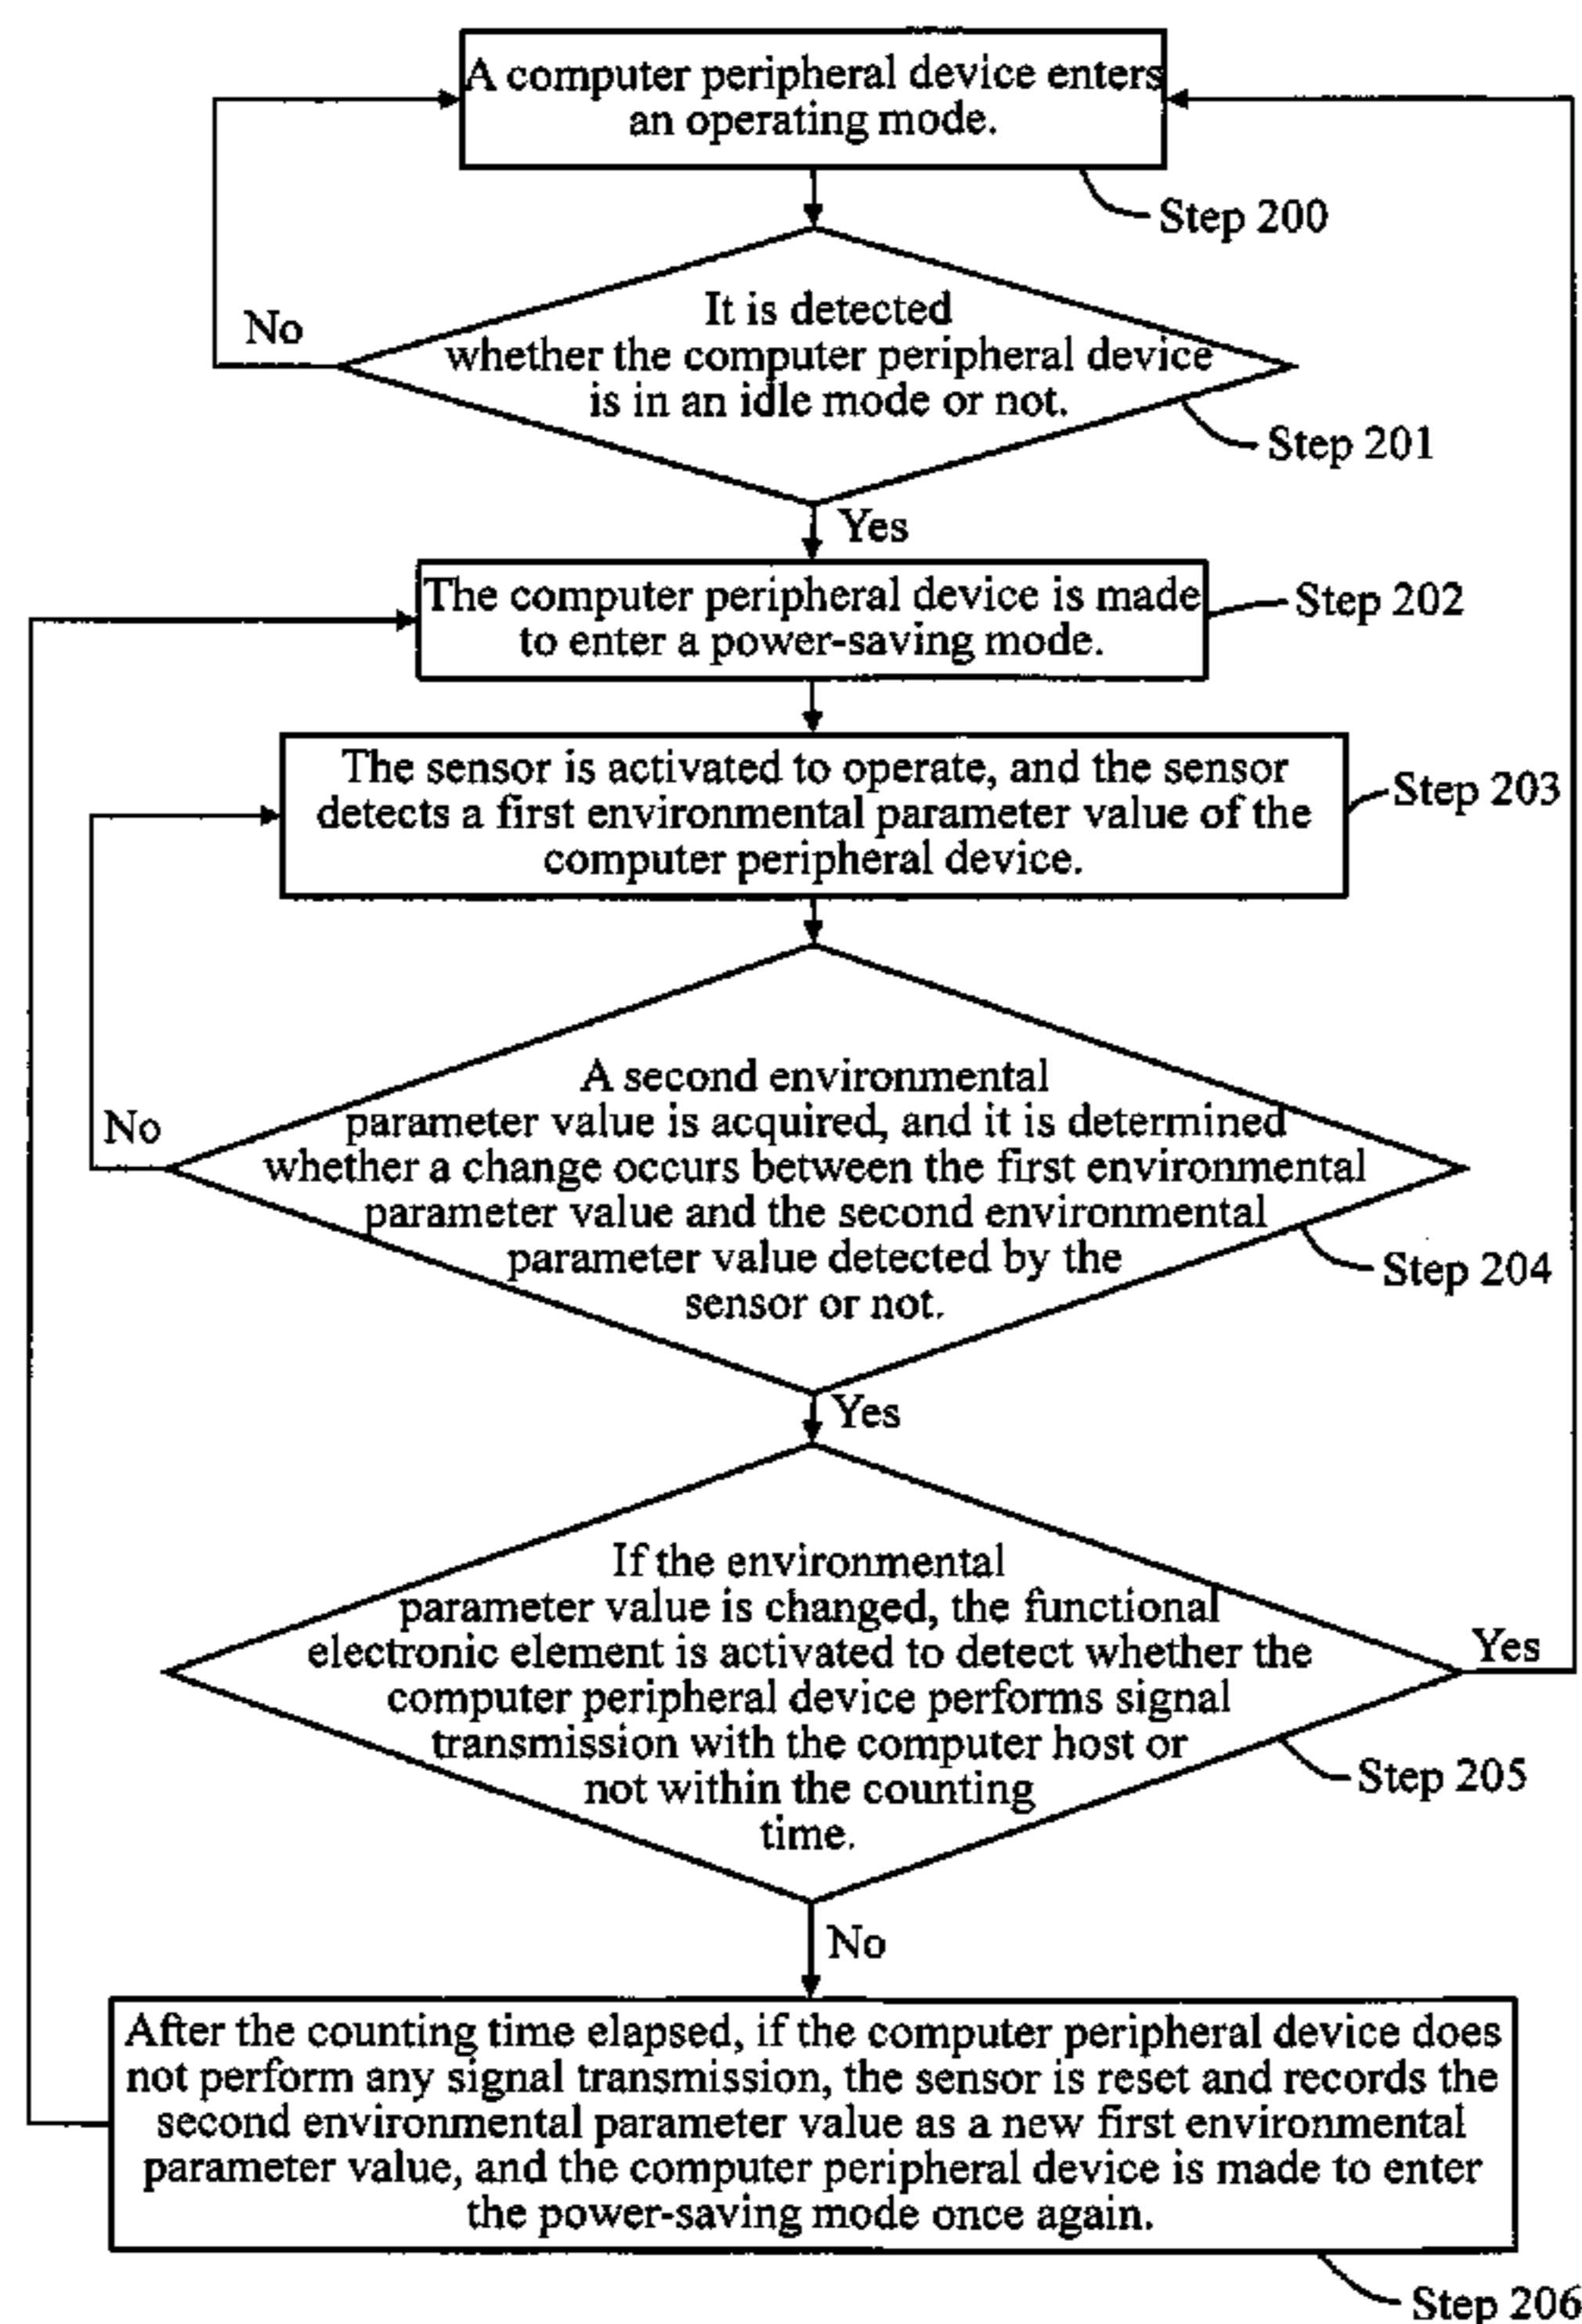 A computer peripheral device enters
an operating mode.
Step 200
It is detected
No
whether the computer peripheral device
is in an idle mode or not.
Step 201
Yes
The computer peripheral device is made
to enter a power-saving mode.
Step 202
The sensor is activated to operate, and the sensor
detects a first environmental parameter value of the
computer peripheral device.
Step 203
A second environmental
parameter value is acquired, and it is determined
No
whether a change occurs between the first environmental
parameter value and the second environmental
parameter value detected by the
sensor or not.
Step 204
Yes
If the environmental
parameter value is changed, the functional
electronic element is activated to detect whether the
computer peripheral device performs signal
transmission with the computer host or
not within the counting
time.
Yes
Step 205
No
After the counting time elapsed, if the computer peripheral device does
not perform any signal transmission, the sensor is reset and records the
second environmental parameter value as a new first environmental
parameter value, and the computer peripheral device is made to enter
the power-saving mode once again.
Step 206